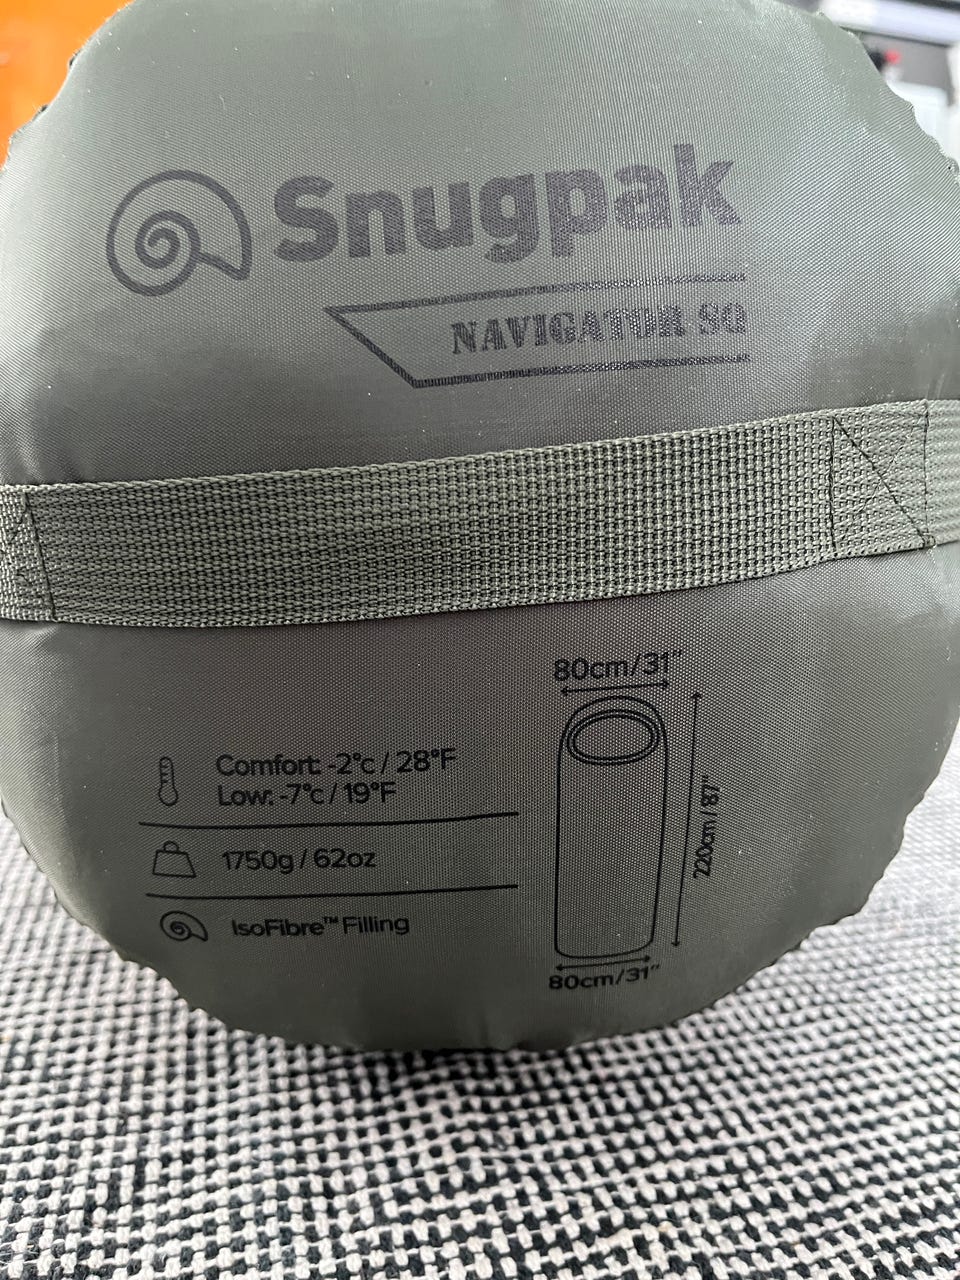 Snugpak
NAVIGATOR SQ
80cm/31"
Comfort: -2°c / 28°F
Low: -7°c / 19°F
1750g / 62oz
IsoFibre™ Filling
220cm / 87"
80cm/31"